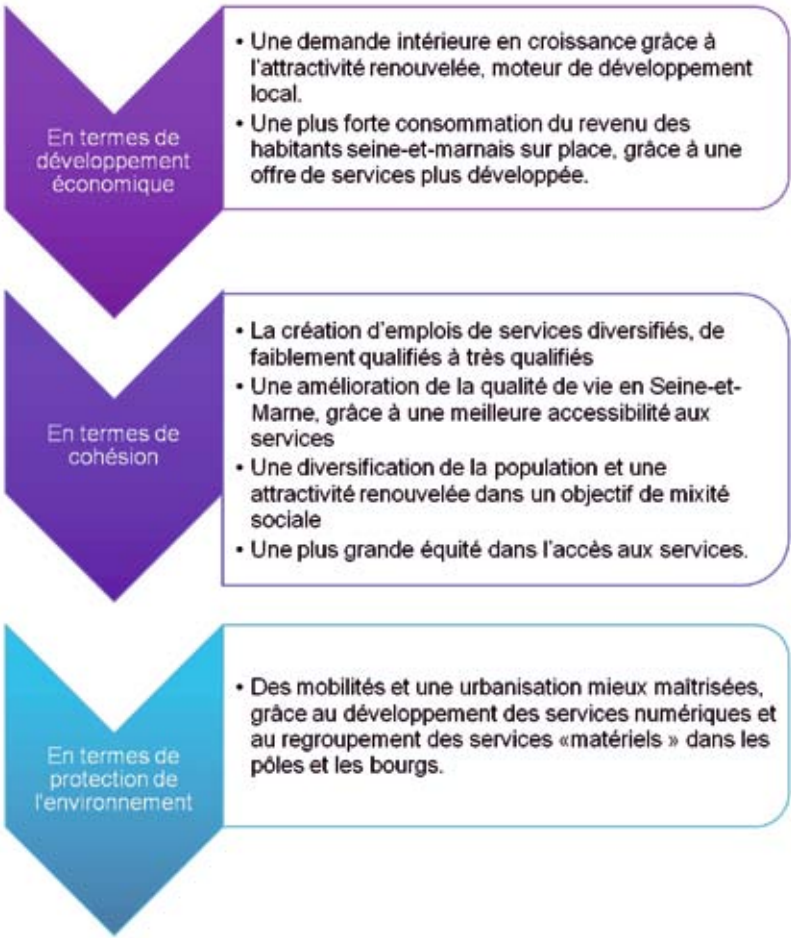 En termes de
développement
économique
• Une demande intérieure en croissance grâce à
l'attractivité renouvelée, moteur de développement
local.
• Une plus forte consommation du revenu des
habitants seine-et-marnais sur place, grâce à une
offre de services plus développée.
En termes de
cohésion
• La création d'emplois de services diversifiés, de
faiblement qualifiés à très qualifiés
• Une amélioration de la qualité de vie en Seine-et-
Marne, grâce à une meilleure accessibilité aux
services
• Une diversification de la population et une
attractivité renouvelée dans un objectif de mixité
sociale
• Une plus grande équité dans l'accès aux services.
En termes de
protection de
l'environnement
• Des mobilités et une urbanisation mieux maîtrisées,
grâce au développement des services numériques et
au regroupement des services «matériels » dans les
pôles et les bourgs.